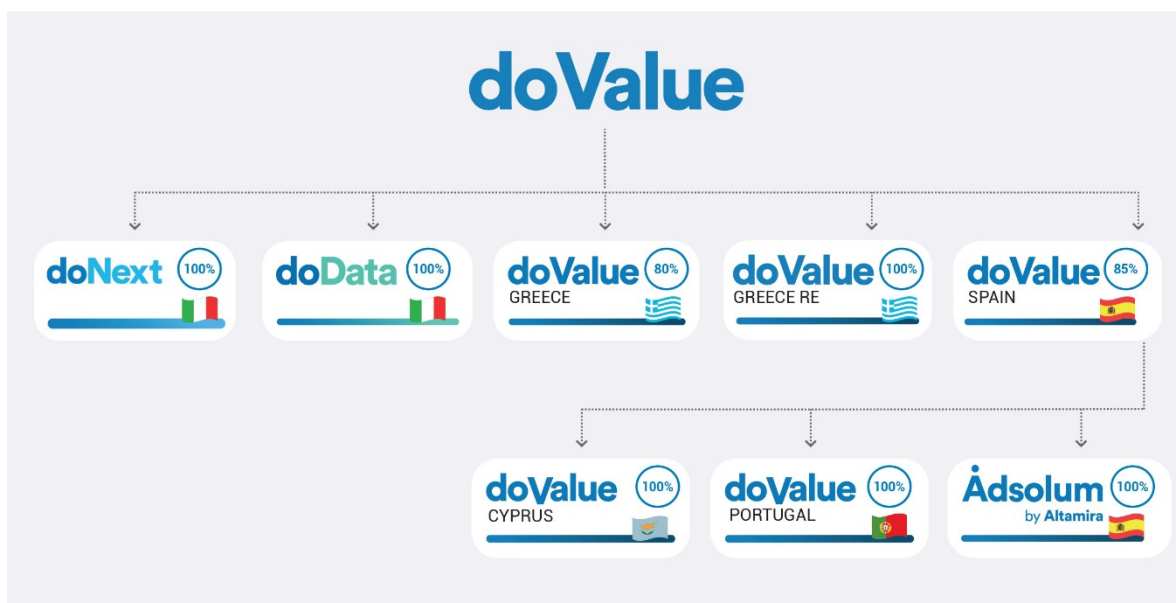 doValue
doNext 100%
doData 100%
doValue 80%
GREECE
doValue 100%
GREECE RE
doValue 85%
SPAIN
doValue 100%
CYPRUS
doValue 100%
PORTUGAL
Adsolum 100%
by Altamira